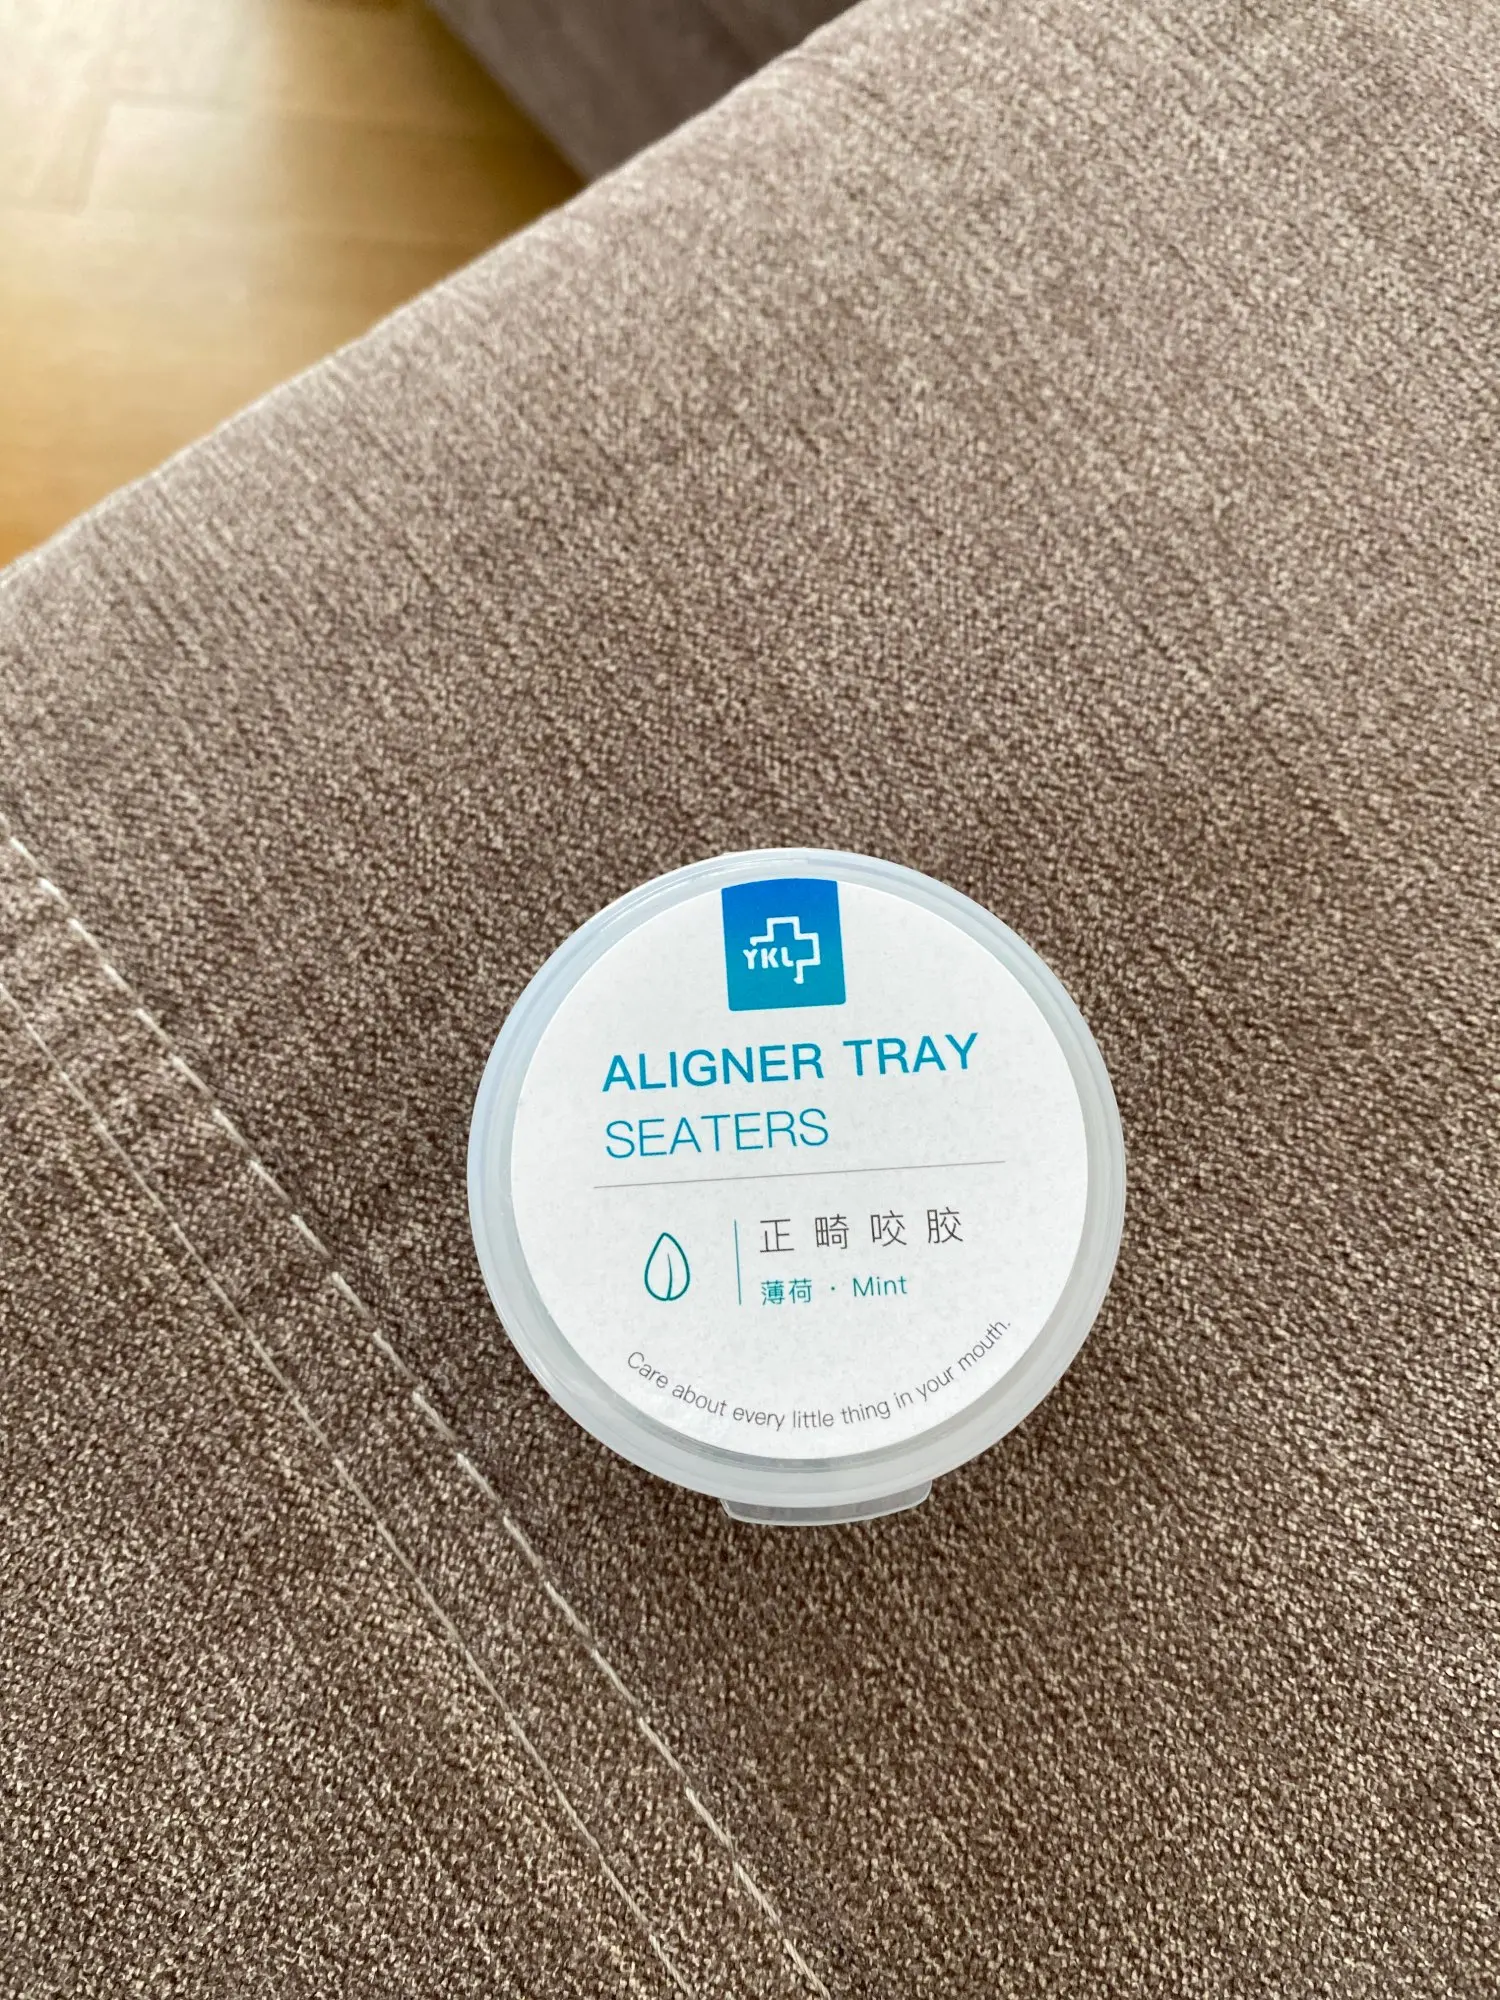 YKL
ALIGNER TRAY
SEATERS
正畸咬胶
薄荷 · Mint
Care about every little thing in your mouth.